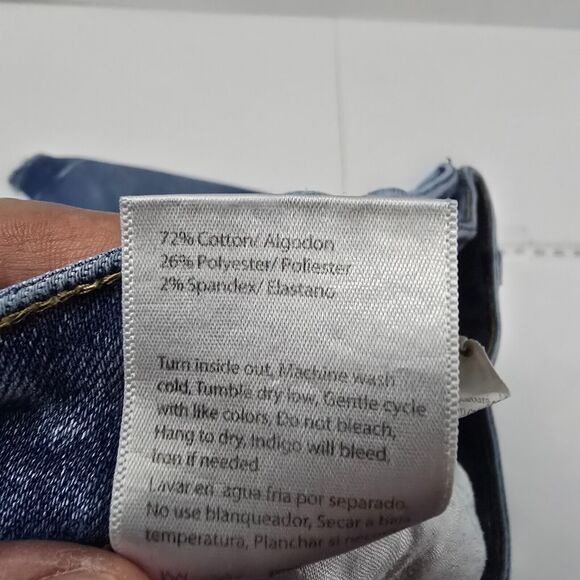 72% Cotton/ Algodon
26% Polyester/ Poliester
2% Spandex/ Elastano
Turn inside out, Machine wash
cold, Tumble dry low, Gentle cycle
with like colors, Do not bleach,
Hang to dry, Indigo will bleed,
Iron if needed
Lavar en agua fria por separado.
No use blanqueador, Secar a baja
temperatura, Planchar si